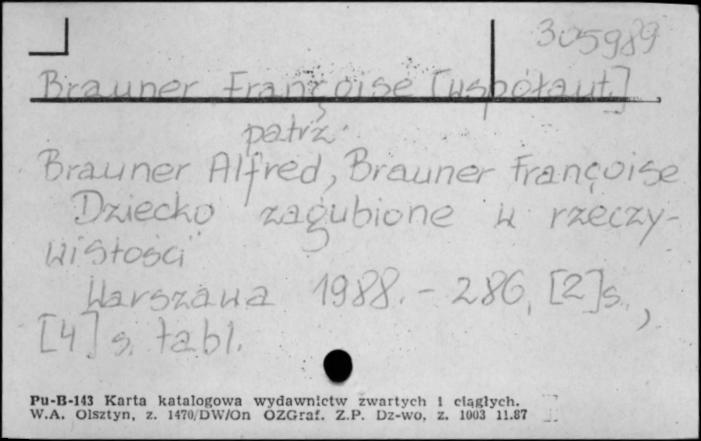 305989
Brauner Françoise [współaut.]
patrz:
Brauner Alfred, Brauner Françoise
Dziecko zagubione w rzeczy-
wistości
Warszawa 1988. - 286, [2] s.,
[4] s. tabl.
Pu-B-143 Karta katalogowa wydawnictw zwartych i ciągłych.
W.A. Olsztyn, z. 1470/DW/On OZGraf. Z.P. Dz-wo, z. 1003 11.87